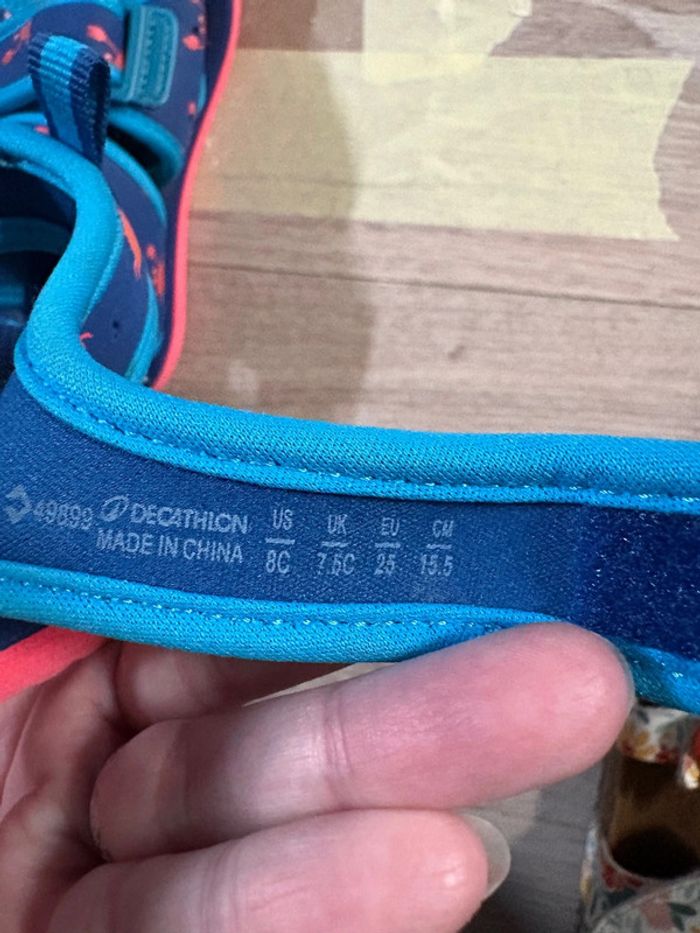 49899 DECATHLON
MADE IN CHINA
US UK EU CM
8C 7.5C 25 15.5